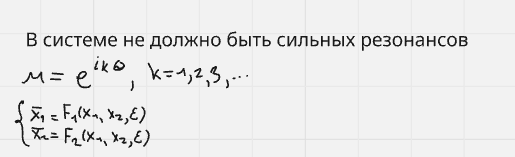 В системе не должно быть сильных резонансов
μ = e^{ikθ}, k=1,2,3,...
{ x̄₁ = F₁(x₁, x₂, ε)
x̄₂ = F₂(x₁, x₂, ε)